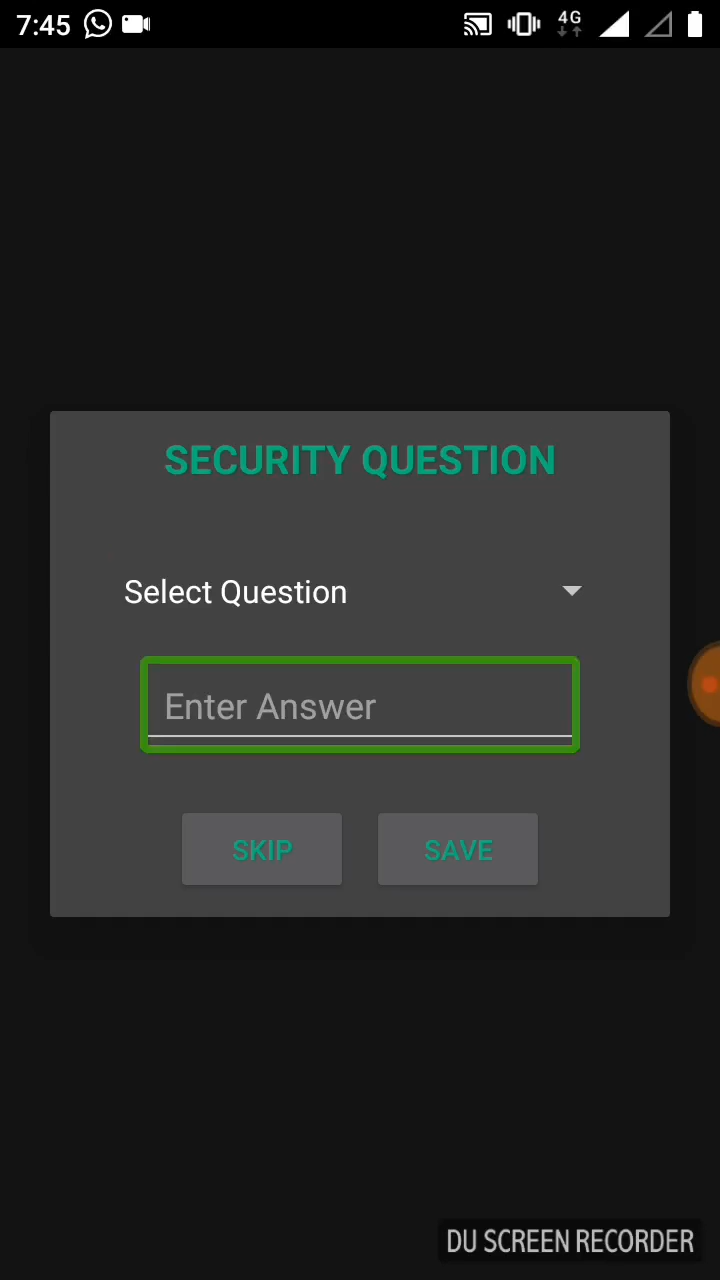 7:45
4G
SECURITY QUESTION
Select Question
Enter Answer
SKIP SAVE
DU SCREEN RECORDER